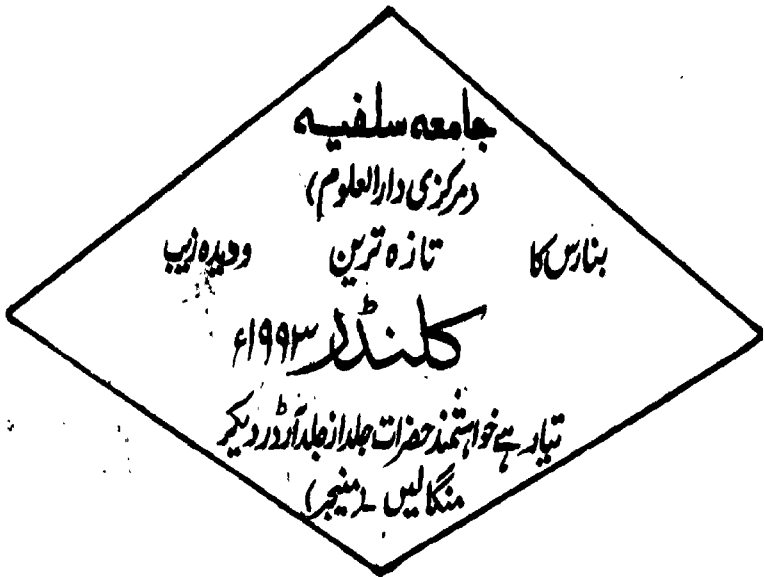 جامعہ سلفیہ
(مرکزی دارالعلوم)
بنارس کا تازہ ترین ودیدہ زیب
کلنڈر ۱۹۹۳ء
تیار ہے خواہشمند حضرات جلد از جلد آرڈر دیکر
منگالیں ۔ (منیجر)